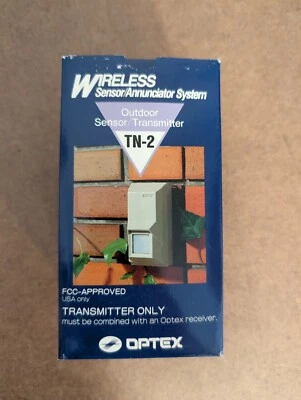 WIRELESS
Sensor/Annunciator System
Outdoor
Sensor/Transmitter
TN-2
FCC-APPROVED
USA only
TRANSMITTER ONLY
must be combined with an Optex receiver.
OPTEX